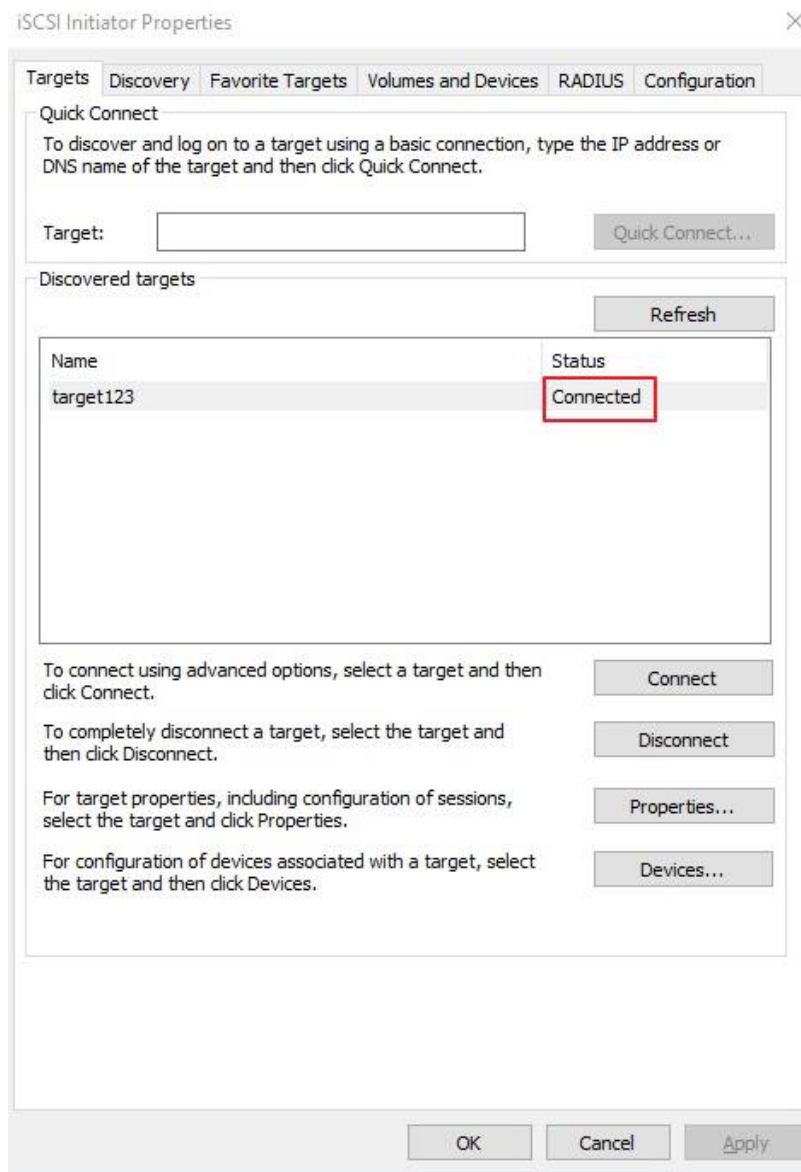 iSCSI Initiator Properties
Targets Discovery Favorite Targets Volumes and Devices RADIUS Configuration
Quick Connect
To discover and log on to a target using a basic connection, type the IP address or
DNS name of the target and then click Quick Connect.
Target:
Quick Connect...
Discovered targets
Refresh
Name Status
target123 Connected
To connect using advanced options, select a target and then
click Connect.
Connect
To completely disconnect a target, select the target and
then click Disconnect.
Disconnect
For target properties, including configuration of sessions,
select the target and click Properties.
Properties...
For configuration of devices associated with a target, select
the target and then click Devices.
Devices...
OK Cancel Apply